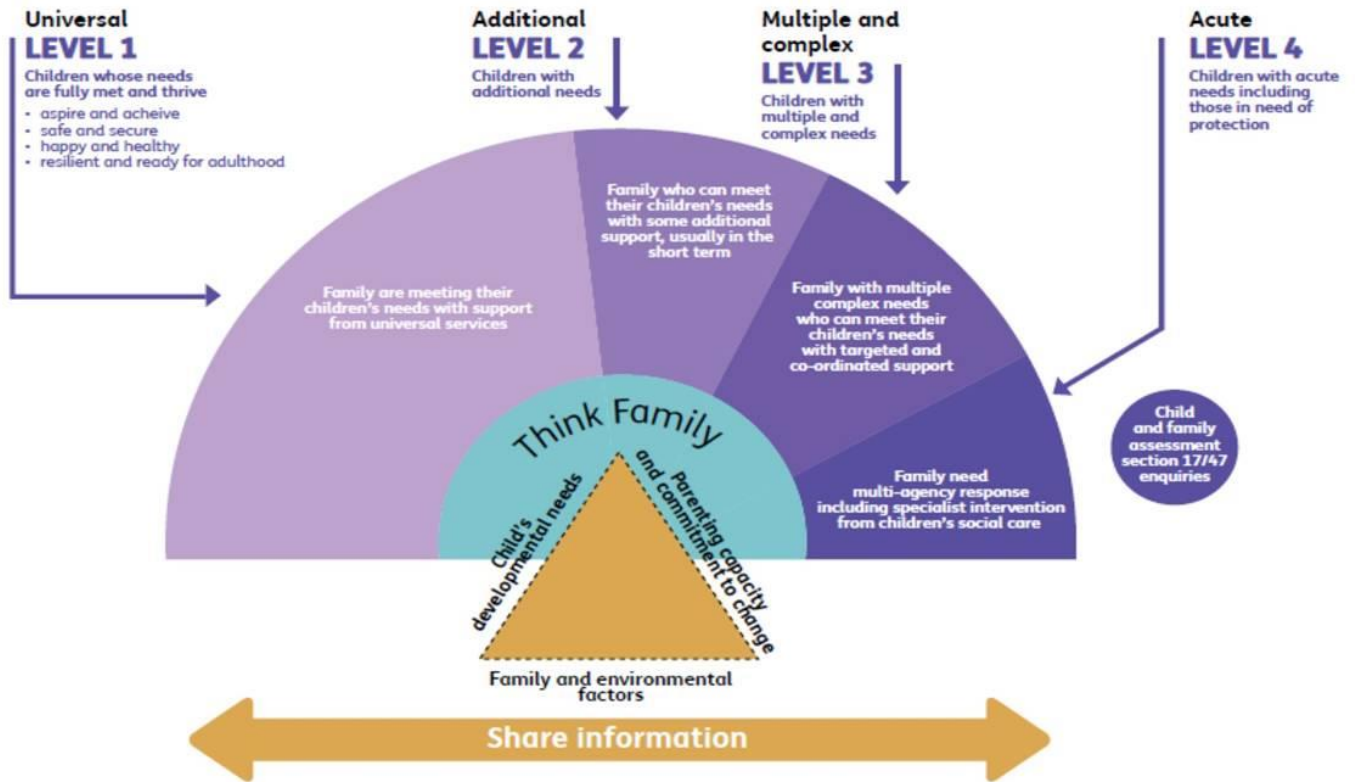 Universal
LEVEL 1
Children whose needs
are fully met and thrive
• aspire and acheive
• safe and secure
• happy and healthy
• resilient and ready for adulthood
Additional
LEVEL 2
Children with
additional needs
Multiple and
complex
LEVEL 3
Children with
multiple and
complex needs
Acute
LEVEL 4
Children with acute
needs including
those in need of
protection
Family are meeting their
children's needs with support
from universal services
Family who can meet
their children's needs
with some additional
support, usually in the
short term
Family with multiple
complex needs
who can meet their
children's needs
with targeted and
co-ordinated support
Family need
multi-agency response
including specialist intervention
from children's social care
Child
and family
assessment
section 17/47
enquiries
Think Family
Child's
developmental needs
Parenting capacity
and commitment to change
Family and environmental
factors
Share information